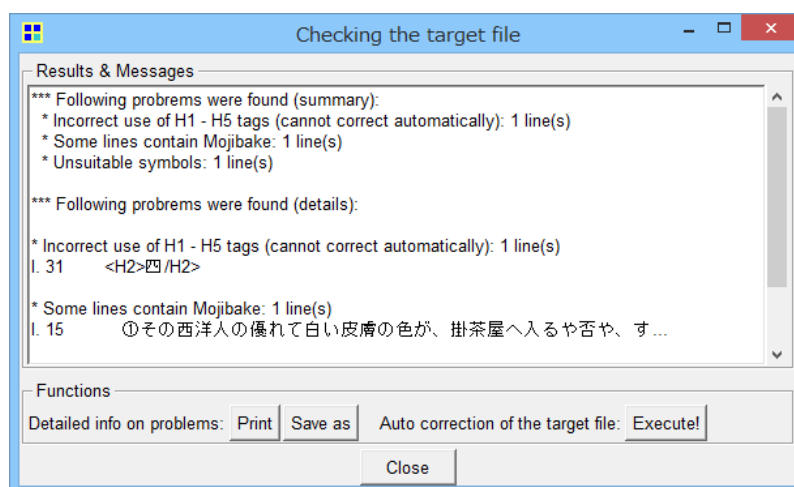 Checking the target file
Results & Messages
*** Following probrems were found (summary):
* Incorrect use of H1 - H5 tags (cannot correct automatically): 1 line(s)
* Some lines contain Mojibake: 1 line(s)
* Unsuitable symbols: 1 line(s)
*** Following probrems were found (details):
* Incorrect use of H1 - H5 tags (cannot correct automatically): 1 line(s)
l. 31 <H2>四/H2>
* Some lines contain Mojibake: 1 line(s)
l. 15 ①その西洋人の優れて白い皮膚の色が、掛茶屋へ入るや否や、す...
Functions
Detailed info on problems: Print Save as Auto correction of the target file: Execute!
Close